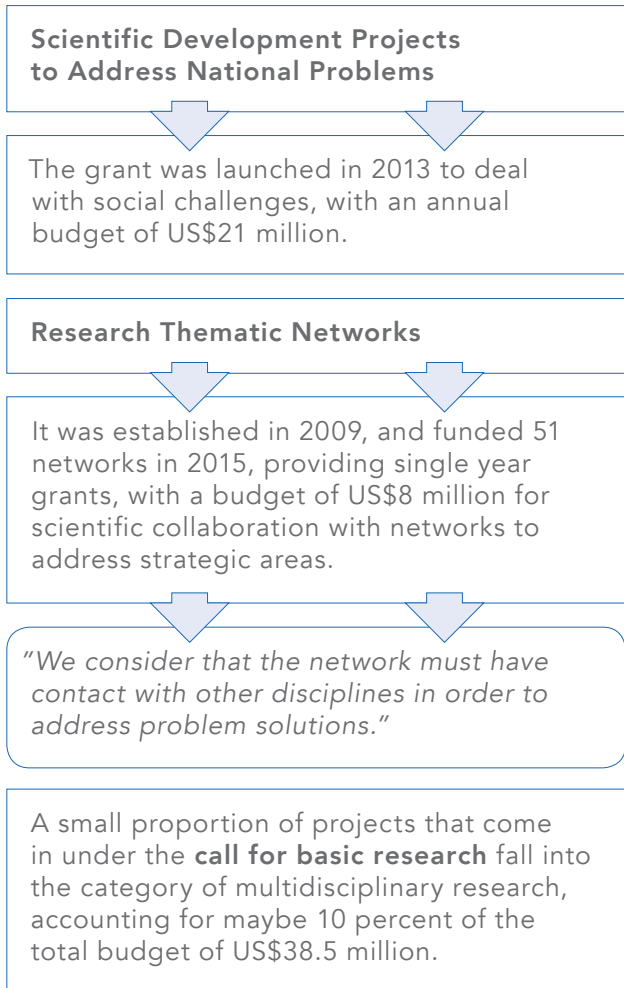 Scientific Development Projects
to Address National Problems
The grant was launched in 2013 to deal
with social challenges, with an annual
budget of US$21 million.
Research Thematic Networks
It was established in 2009, and funded 51
networks in 2015, providing single year
grants, with a budget of US$8 million for
scientific collaboration with networks to
address strategic areas.
"We consider that the network must have
contact with other disciplines in order to
address problem solutions."
A small proportion of projects that come
in under the call for basic research fall into
the category of multidisciplinary research,
accounting for maybe 10 percent of the
total budget of US$38.5 million.